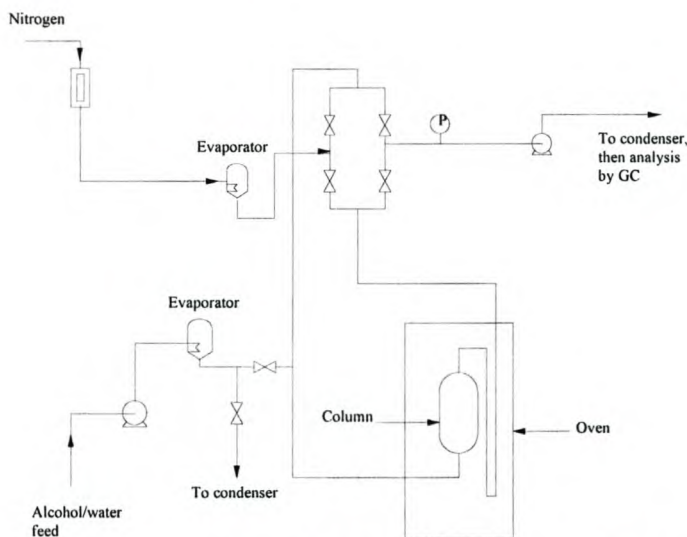 Nitrogen
Evaporator
P
To condenser,
then analysis
by GC
Evaporator
Column
Oven
To condenser
Alcohol/water
feed